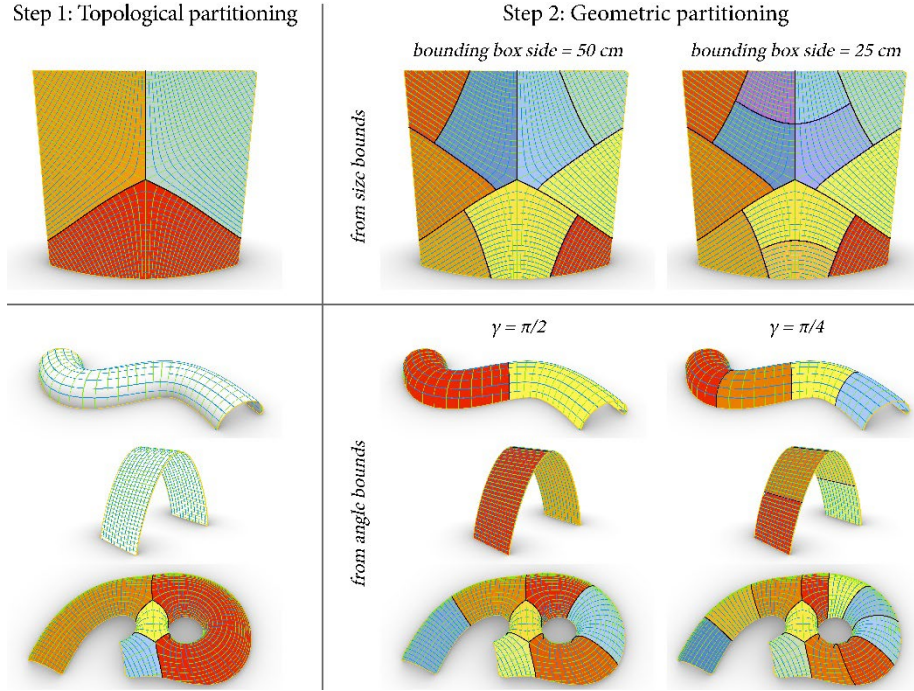 Step 1: Topological partitioning
Step 2: Geometric partitioning
bounding box side = 50 cm
bounding box side = 25 cm
from size bounds
γ = π/2
γ = π/4
from angle bounds